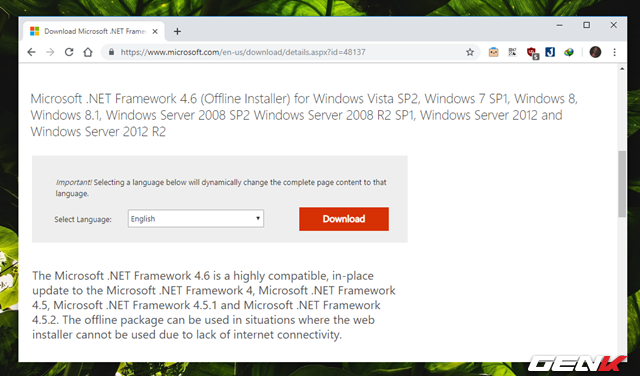 Download Microsoft .NET Framew
https://www.microsoft.com/en-us/download/details.aspx?id=48137
5
Microsoft .NET Framework 4.6 (Offline Installer) for Windows Vista SP2, Windows 7 SP1, Windows 8,
Windows 8.1, Windows Server 2008 SP2 Windows Server 2008 R2 SP1, Windows Server 2012 and
Windows Server 2012 R2
Important! Selecting a language below will dynamically change the complete page content to that
language.
Select Language: English Download
The Microsoft .NET Framework 4.6 is a highly compatible, in-place
update to the Microsoft .NET Framework 4, Microsoft .NET Framework
4.5, Microsoft .NET Framework 4.5.1 and Microsoft .NET Framework
4.5.2. The offline package can be used in situations where the web
installer cannot be used due to lack of internet connectivity.
GENK